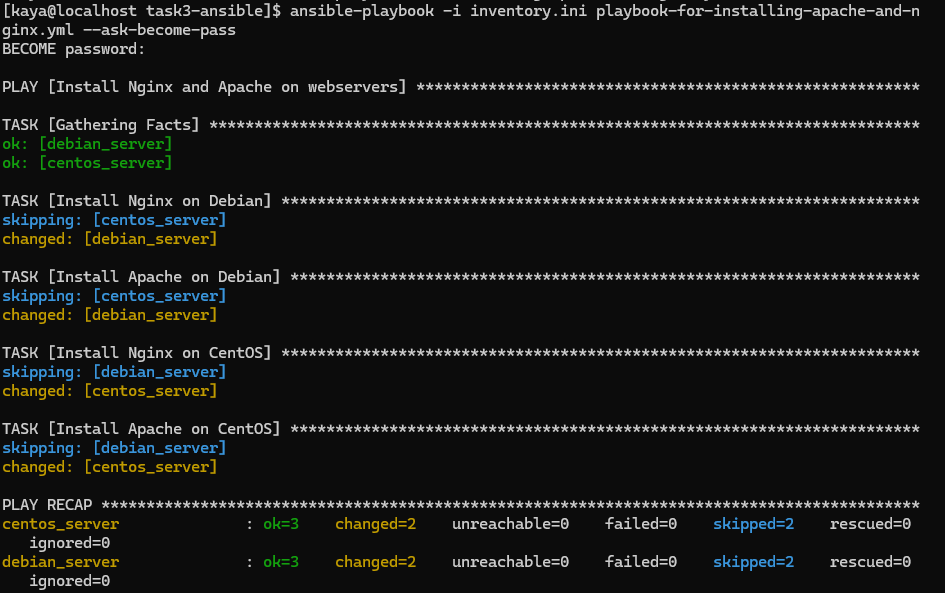 [kaya@localhost task3-ansible]$ ansible-playbook -i inventory.ini playbook-for-installing-apache-and-n
ginx.yml --ask-become-pass
BECOME password:
PLAY [Install Nginx and Apache on webservers] ********************************************************
TASK [Gathering Facts] *******************************************************************************
ok: [debian_server]
ok: [centos_server]
TASK [Install Nginx on Debian] ***********************************************************************
skipping: [centos_server]
changed: [debian_server]
TASK [Install Apache on Debian] **********************************************************************
skipping: [centos_server]
changed: [debian_server]
TASK [Install Nginx on CentOS] ***********************************************************************
skipping: [debian_server]
changed: [centos_server]
TASK [Install Apache on CentOS] **********************************************************************
skipping: [debian_server]
changed: [centos_server]
PLAY RECAP *******************************************************************************************
centos_server              : ok=3    changed=2    unreachable=0    failed=0    skipped=2    rescued=0
   ignored=0
debian_server              : ok=3    changed=2    unreachable=0    failed=0    skipped=2    rescued=0
   ignored=0